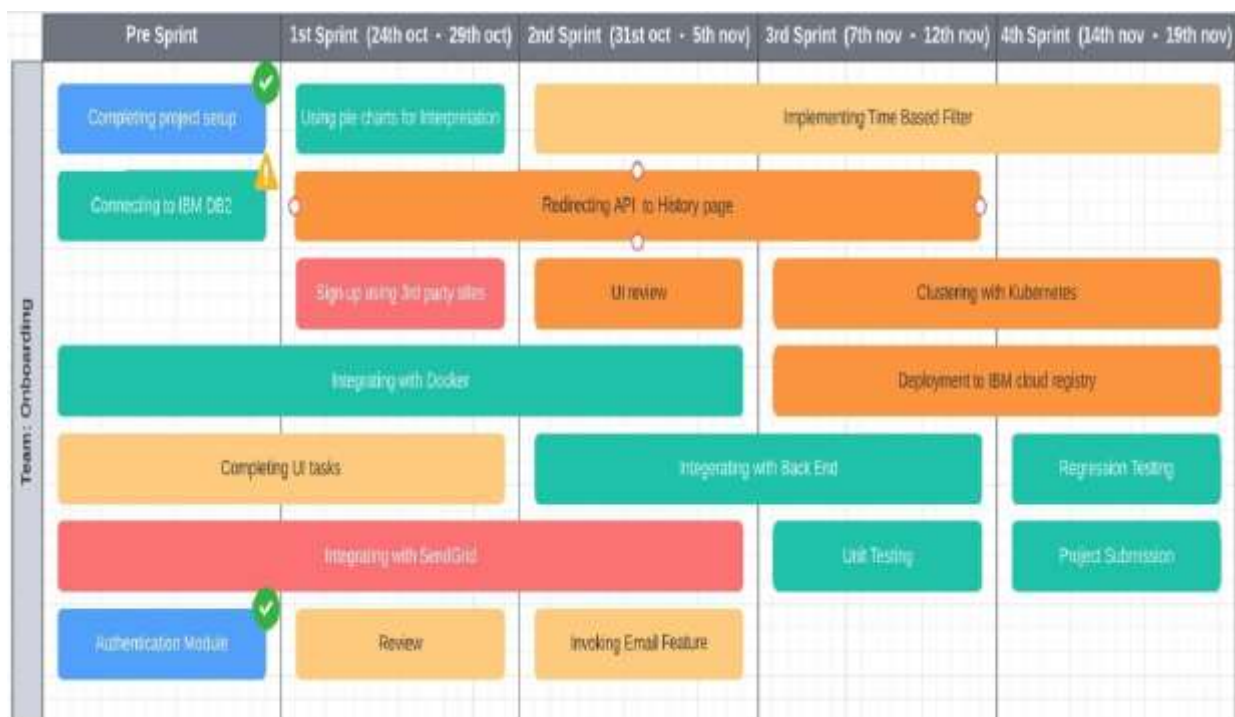 Pre Sprint
1st Sprint (24th oct - 29th oct)
2nd Sprint (31st oct - 5th nov)
3rd Sprint (7th nov - 12th nov)
4th Sprint (14th nov - 19th nov)
Team: Onboarding
Completing project setup
Using pie charts for Interpretation
Implementing Time Based Filter
Connecting to IBM DB2
Redirecting API to History page
Sign up using 3rd party sites
UI review
Clustering with Kubernetes
Integrating with Docker
Deployment to IBM cloud registry
Completing UI tasks
Integerating with Back End
Regression Testing
Integrating with SendGrid
Unit Testing
Project Submission
Authentication Module
Review
Invoking Email Feature